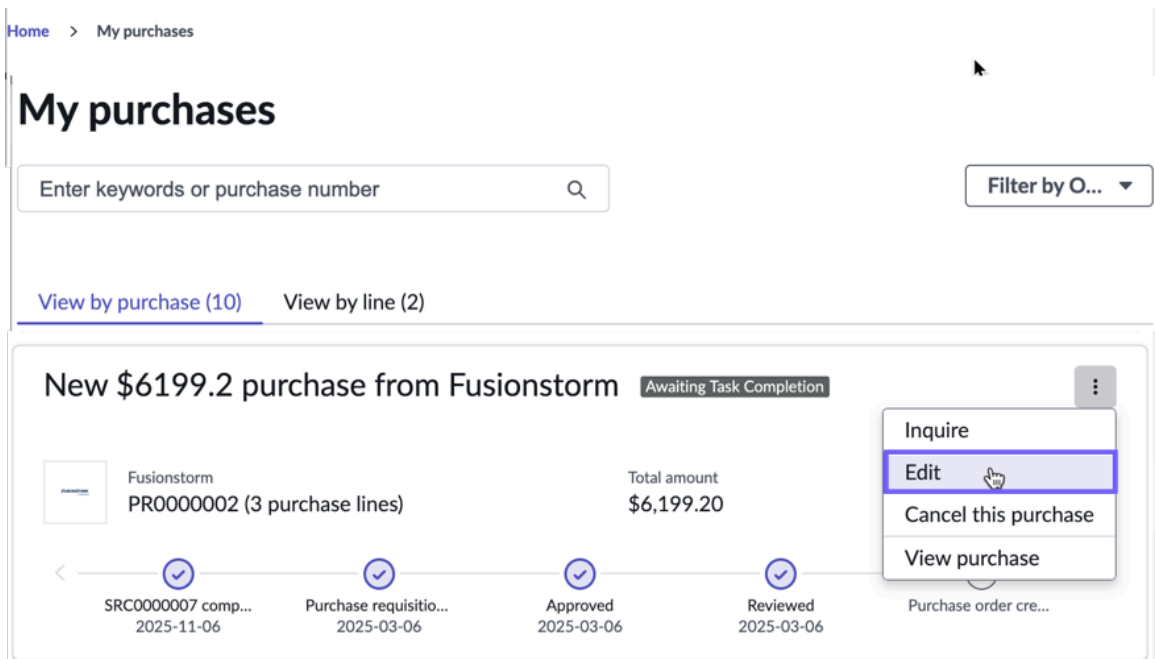 Home > My purchases
My purchases
Enter keywords or purchase number
Filter by O...
View by purchase (10) View by line (2)
New $6199.2 purchase from Fusionstorm Awaiting Task Completion
Inquire
Edit
Cancel this purchase
View purchase
Fusionstorm
PR0000002 (3 purchase lines)
Total amount
$6,199.20
SRC0000007 comp...
2025-11-06
Purchase requisitio...
2025-03-06
Approved
2025-03-06
Reviewed
2025-03-06
Purchase order cre...